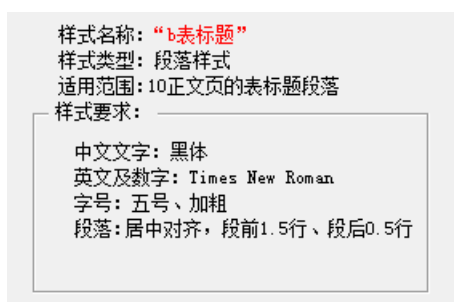 样式名称：“b表标题”
样式类型：段落样式
适用范围：10正文页的表标题段落
样式要求：
中文文字：黑体
英文及数字：Times New Roman
字号：五号、加粗
段落：居中对齐，段前1.5行、段后0.5行